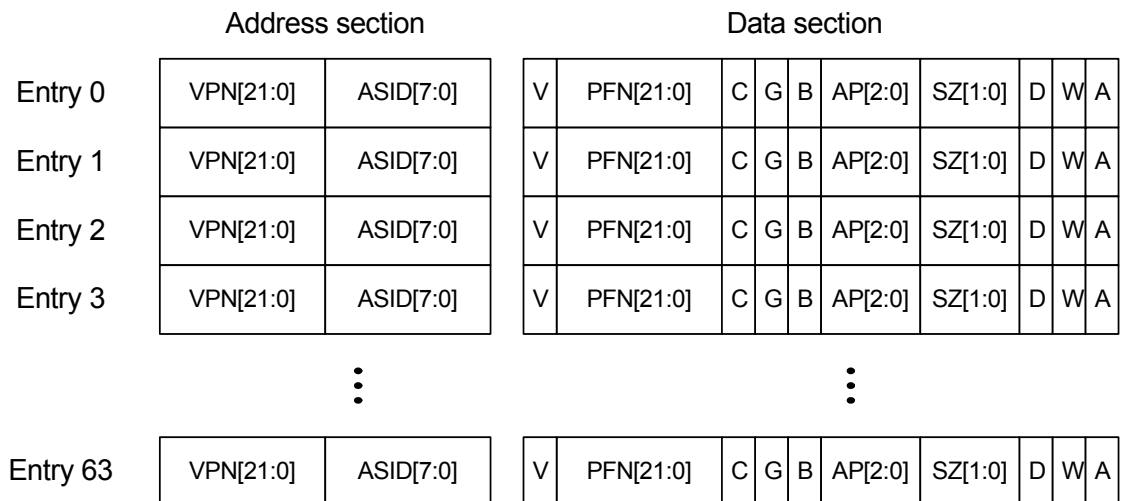 Address section Data section
Entry 0 VPN[21:0] ASID[7:0] V PFN[21:0] C G B AP[2:0] SZ[1:0] D W A
Entry 1 VPN[21:0] ASID[7:0] V PFN[21:0] C G B AP[2:0] SZ[1:0] D W A
Entry 2 VPN[21:0] ASID[7:0] V PFN[21:0] C G B AP[2:0] SZ[1:0] D W A
Entry 3 VPN[21:0] ASID[7:0] V PFN[21:0] C G B AP[2:0] SZ[1:0] D W A
Entry 63 VPN[21:0] ASID[7:0] V PFN[21:0] C G B AP[2:0] SZ[1:0] D W A